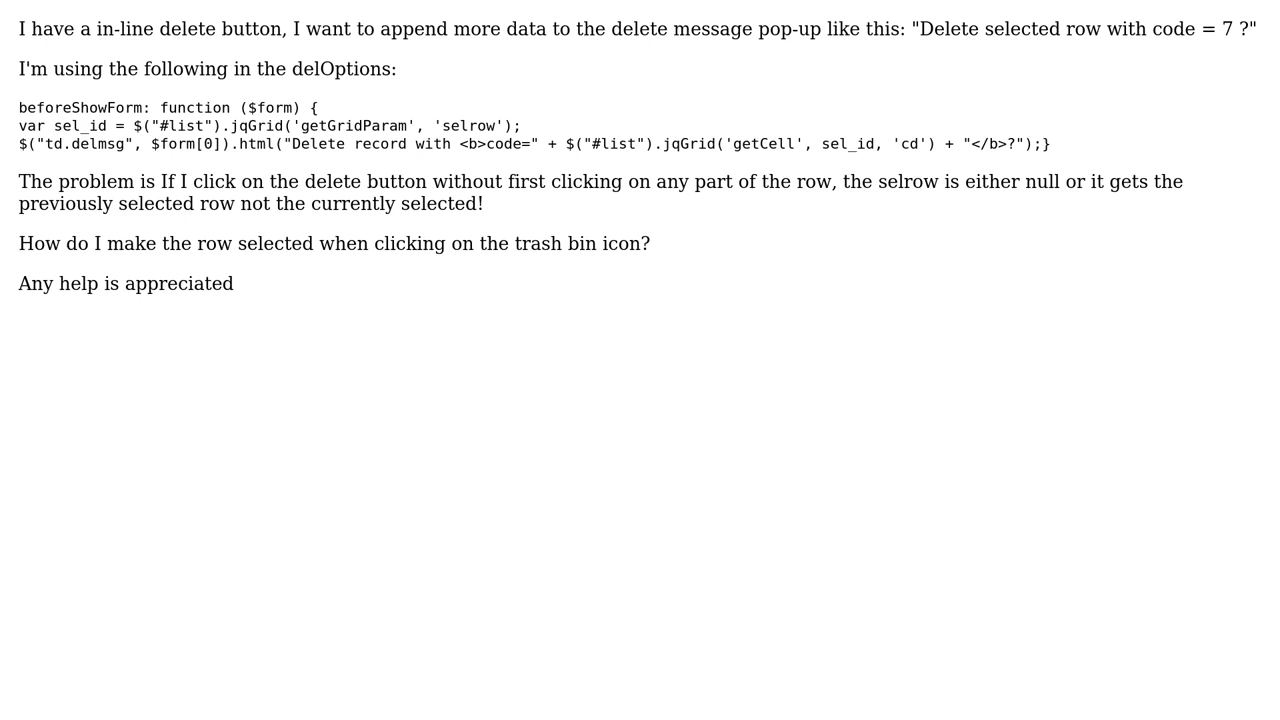 I have a in-line delete button, I want to append more data to the delete message pop-up like this: "Delete selected row with code = 7 ?"
I'm using the following in the delOptions:
beforeShowForm: function ($form) {
var sel_id = $("#list").jqGrid('getGridParam', 'selrow');
$("td.delmsg", $form[0]).html("Delete record with <b>code=" + $("#list").jqGrid('getCell', sel_id, 'cd') + "</b>?");}
The problem is If I click on the delete button without first clicking on any part of the row, the selrow is either null or it gets the
previously selected row not the currently selected!
How do I make the row selected when clicking on the trash bin icon?
Any help is appreciated